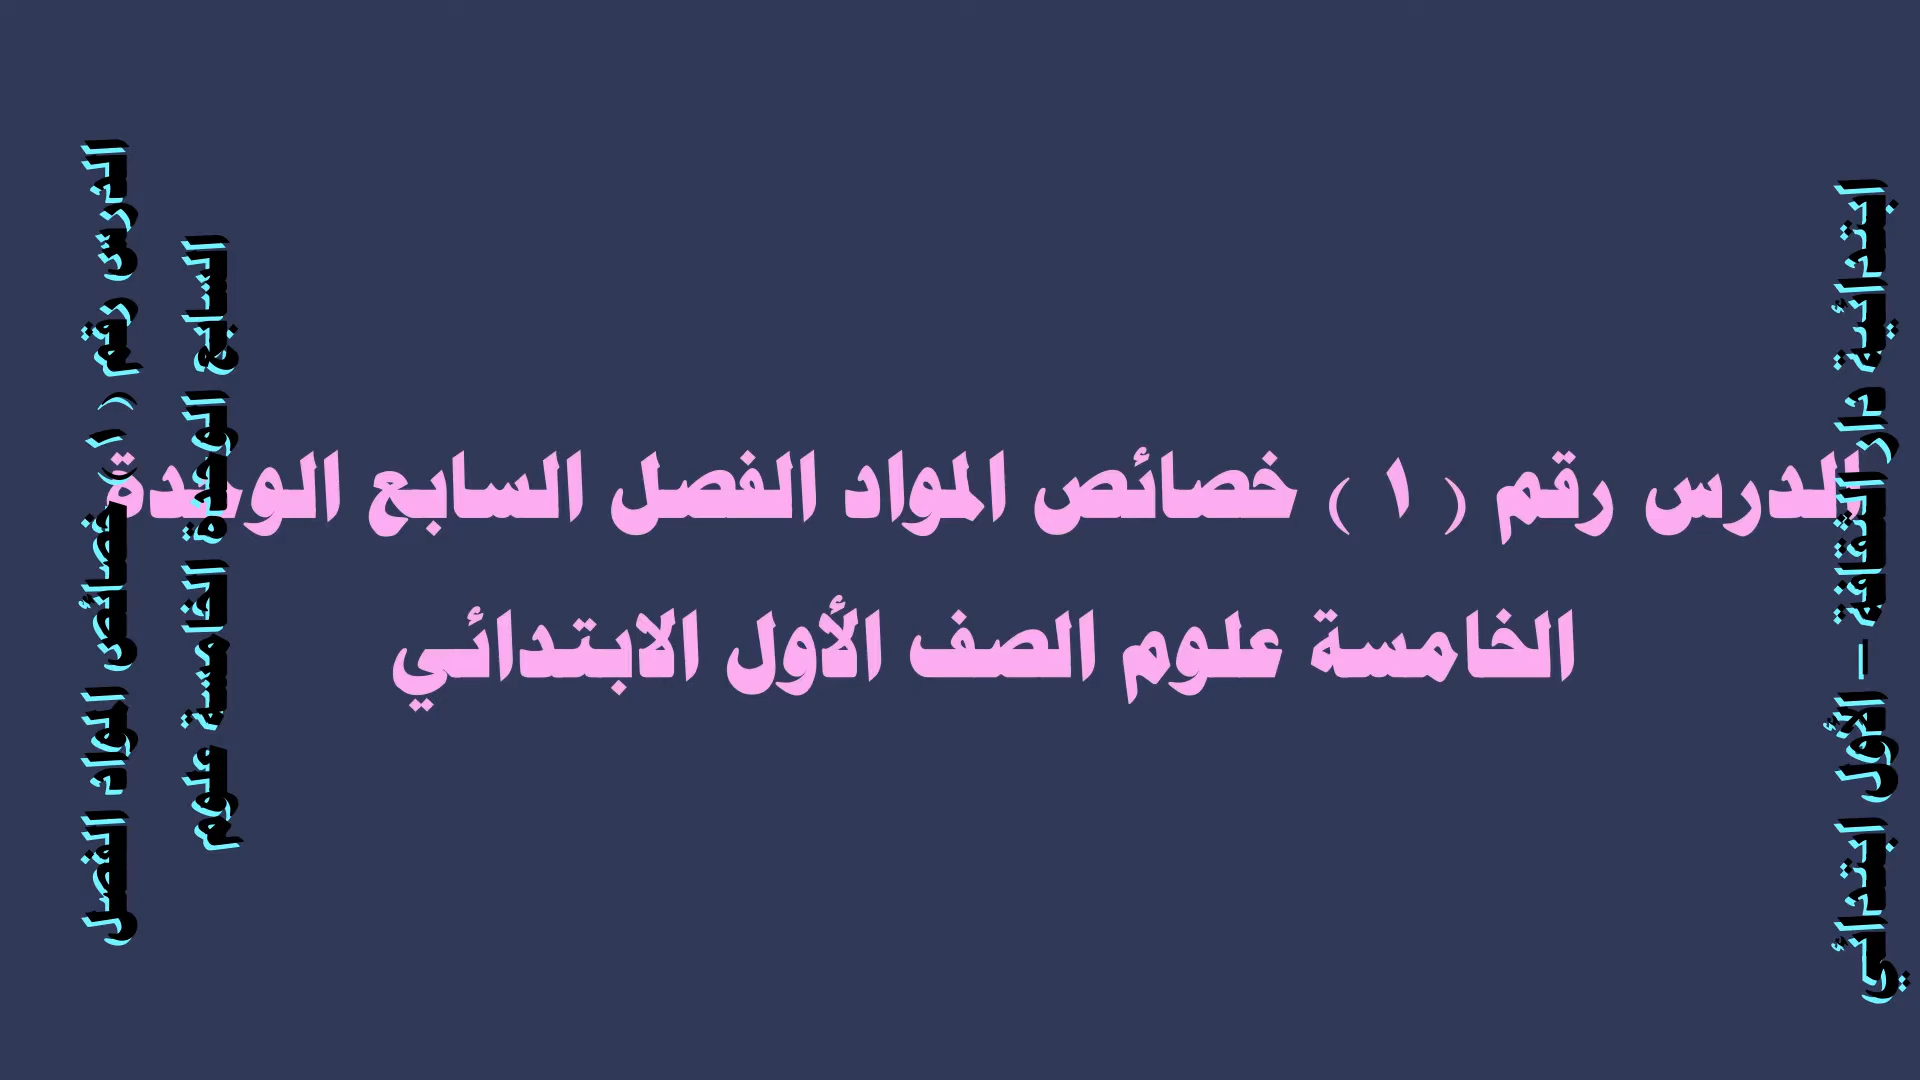 الدرس رقم ( ١ ) خصائص المواد الفصل السابع الوحدة
الخامسة علوم الصف الأول الابتدائي
ابتدائية دار الثقافة – الأول ابتدائي
الدرس رقم ( ١ ) خصائص المواد الفصل
السابع الوحدة الخامسة علوم